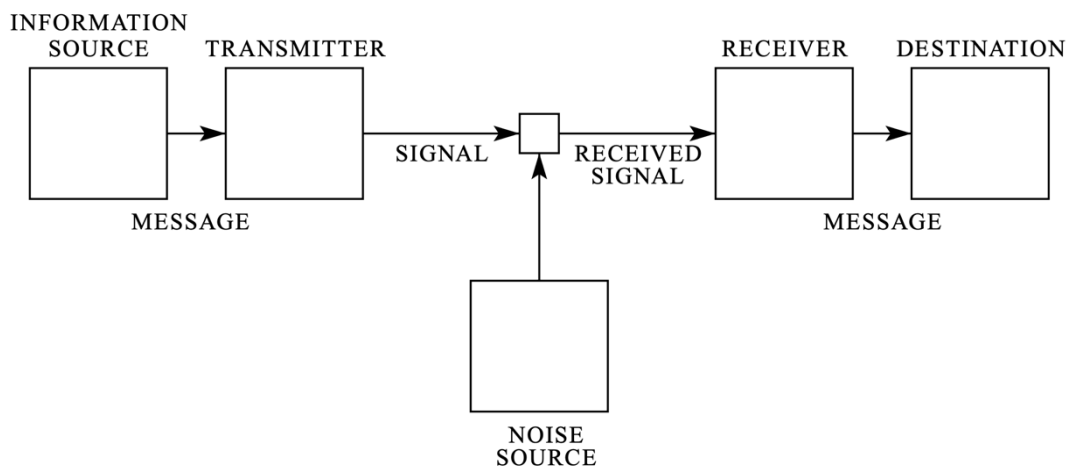 INFORMATION
SOURCE
TRANSMITTER
RECEIVER
DESTINATION
SIGNAL
RECEIVED
SIGNAL
MESSAGE
MESSAGE
NOISE
SOURCE